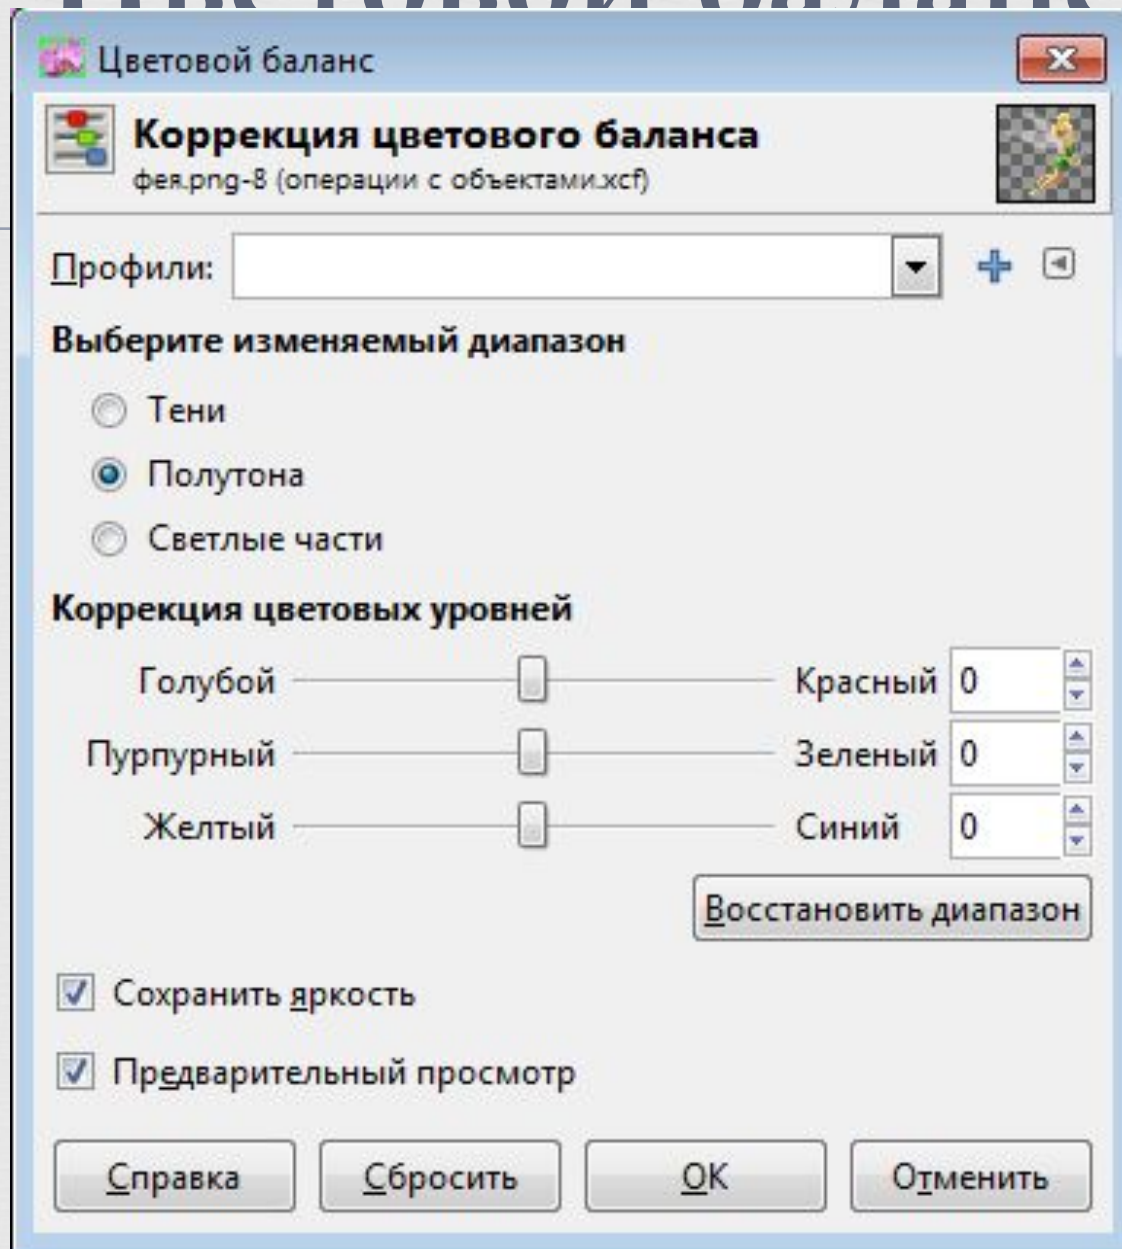 Цветовой баланс
Цветовой баланс
Коррекция цветового баланса
фея.png-8 (операции с объектами.xcf)
Профили:
Выберите изменяемый диапазон
Тени
Полутона
Светлые части
Коррекция цветовых уровней
Голубой Красный 0
Пурпурный Зеленый 0
Желтый Синий 0
Восстановить диапазон
Сохранить яркость
Предварительный просмотр
Справка Сбросить OK Отменить